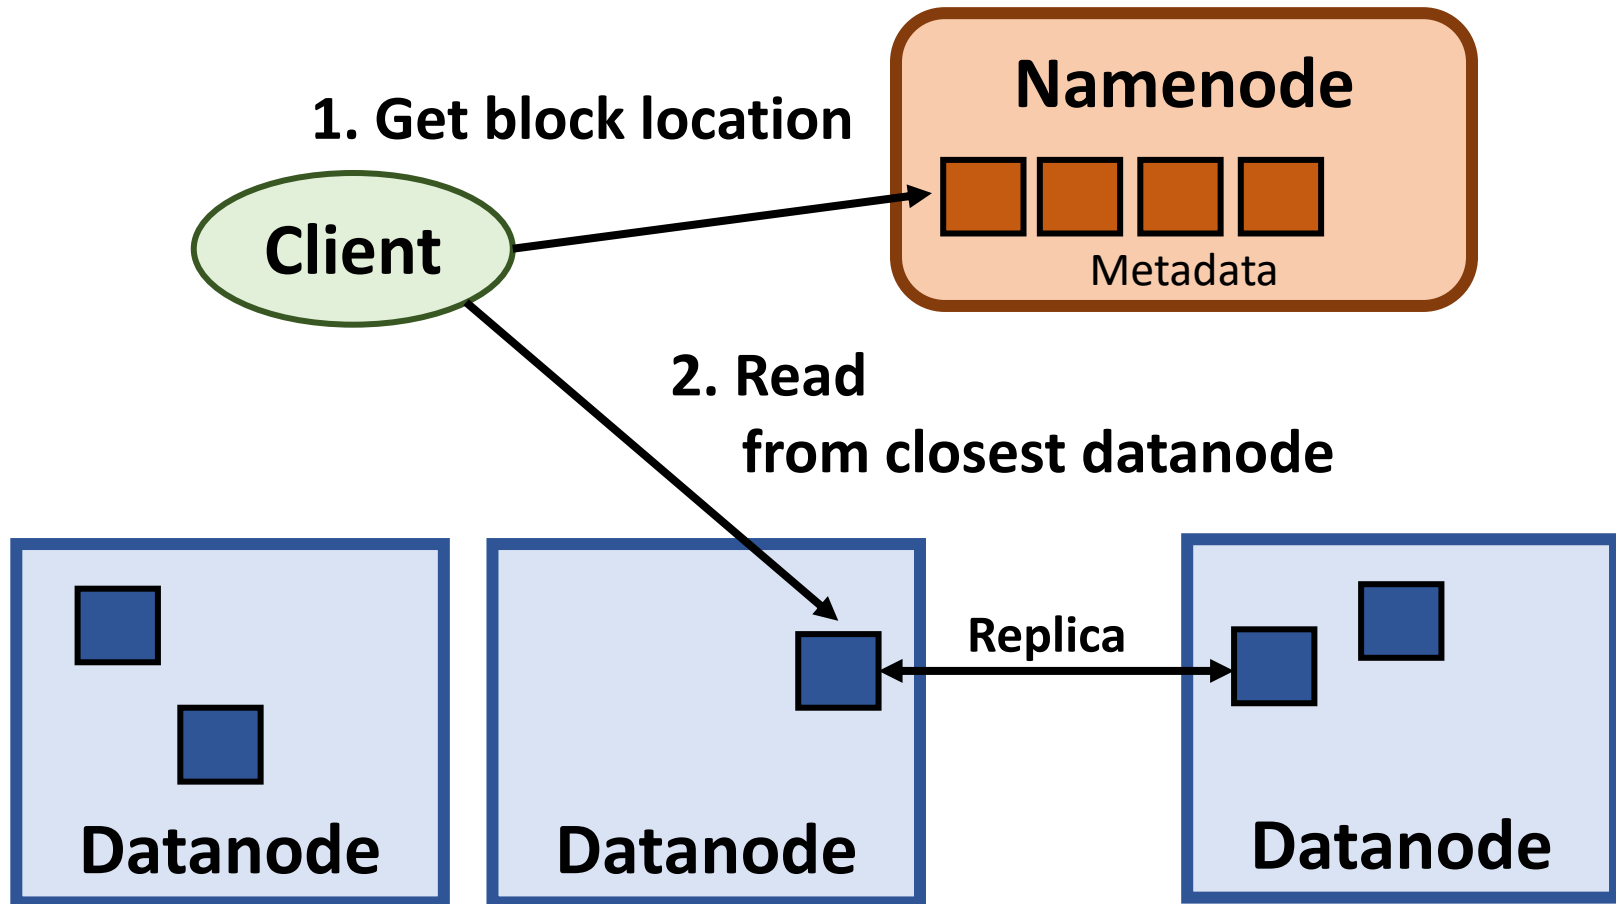 Namenode
1. Get block location
Client
Metadata
2. Read
from closest datanode
Replica
Datanode
Datanode
Datanode